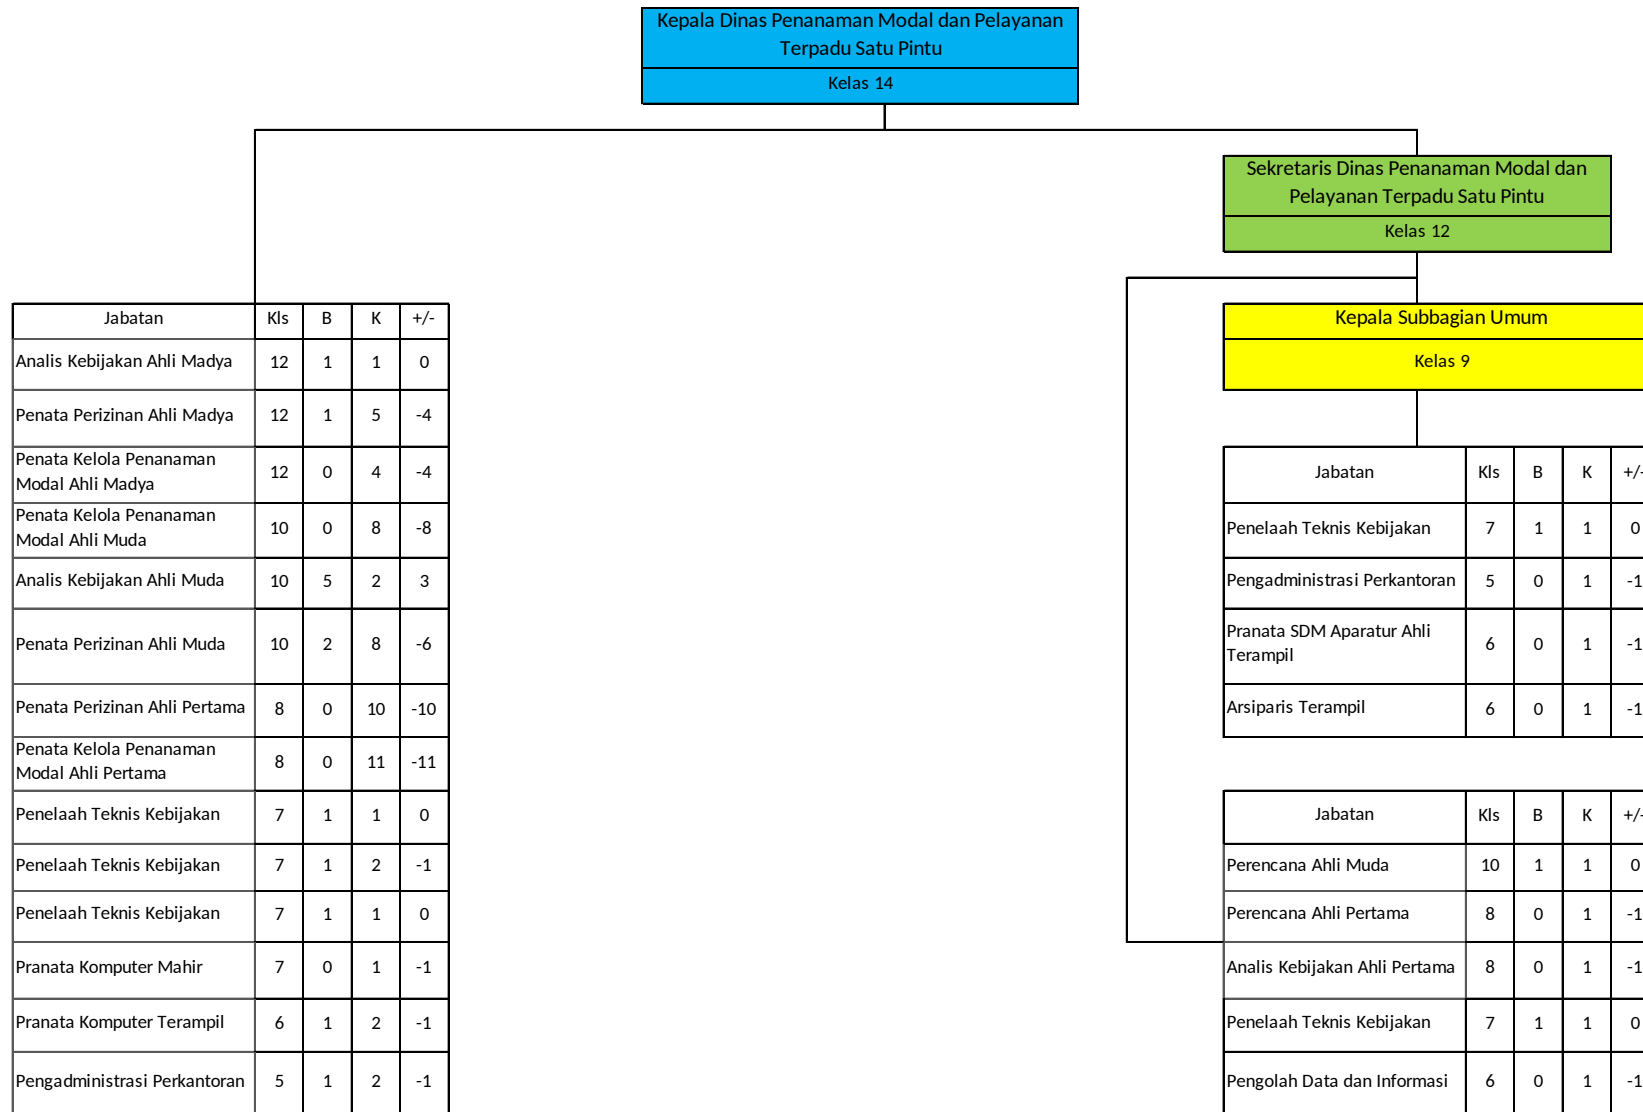 Kepala Dinas Penanaman Modal dan Pelayanan
Terpadu Satu Pintu
Kelas 14
Sekretaris Dinas Penanaman Modal dan
Pelayanan Terpadu Satu Pintu
Kelas 12
Kepala Subbagian Umum
Kelas 9
Jabatan Kls B K +/-
Analis Kebijakan Ahli Madya 12 1 1 0
Penata Perizinan Ahli Madya 12 1 5 -4
Penata Kelola Penanaman
Modal Ahli Madya 12 0 4 -4
Penata Kelola Penanaman
Modal Ahli Muda 10 0 8 -8
Analis Kebijakan Ahli Muda 10 5 2 3
Penata Perizinan Ahli Muda 10 2 8 -6
Penata Perizinan Ahli Pertama 8 0 10 -10
Penata Kelola Penanaman
Modal Ahli Pertama 8 0 11 -11
Penelaah Teknis Kebijakan 7 1 1 0
Penelaah Teknis Kebijakan 7 1 2 -1
Penelaah Teknis Kebijakan 7 1 1 0
Pranata Komputer Mahir 7 0 1 -1
Pranata Komputer Terampil 6 1 2 -1
Pengadministrasi Perkantoran 5 1 2 -1
Jabatan Kls B K +/-
Penelaah Teknis Kebijakan 7 1 1 0
Pengadministrasi Perkantoran 5 0 1 -1
Pranata SDM Aparatur Ahli
Terampil 6 0 1 -1
Arsiparis Terampil 6 0 1 -1
Jabatan Kls B K +/-
Perencana Ahli Muda 10 1 1 0
Perencana Ahli Pertama 8 0 1 -1
Analis Kebijakan Ahli Pertama 8 0 1 -1
Penelaah Teknis Kebijakan 7 1 1 0
Pengolah Data dan Informasi 6 0 1 -1